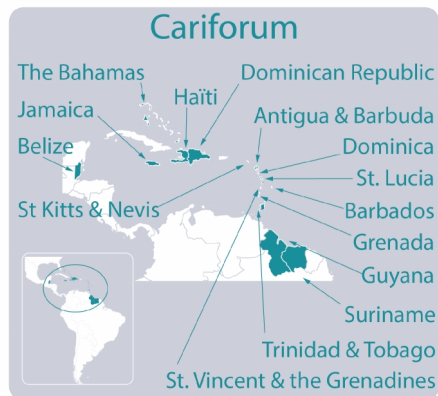 Cariforum
The Bahamas
Dominican Republic
Haïti
Jamaica
Antigua & Barbuda
Belize
Dominica
St. Lucia
St Kitts & Nevis
Barbados
Grenada
Guyana
Suriname
Trinidad & Tobago
St. Vincent & the Grenadines